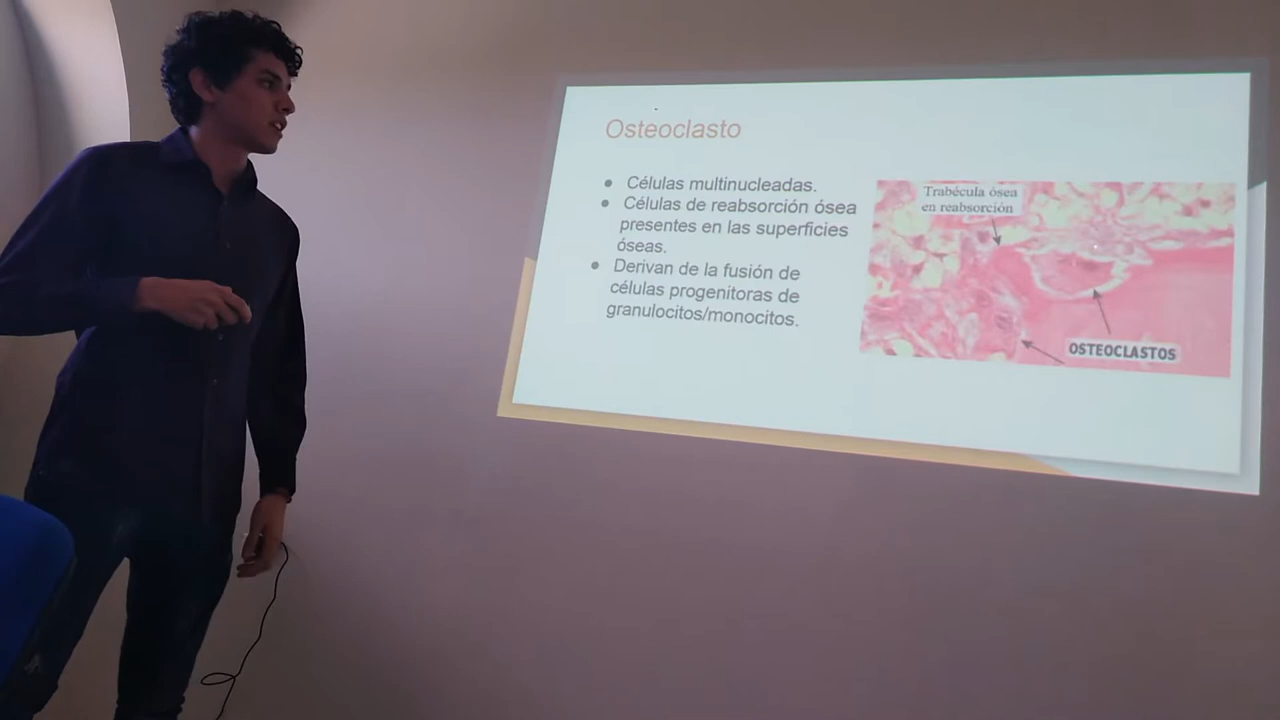 Osteoclasto
● Células multinucleadas.
● Células de reabsorción ósea
presentes en las superficies
óseas.
● Derivan de la fusión de
células progenitoras de
granulocitos/monocitos.
Trabécula ósea
en reabsorción
OSTEOCLASTOS